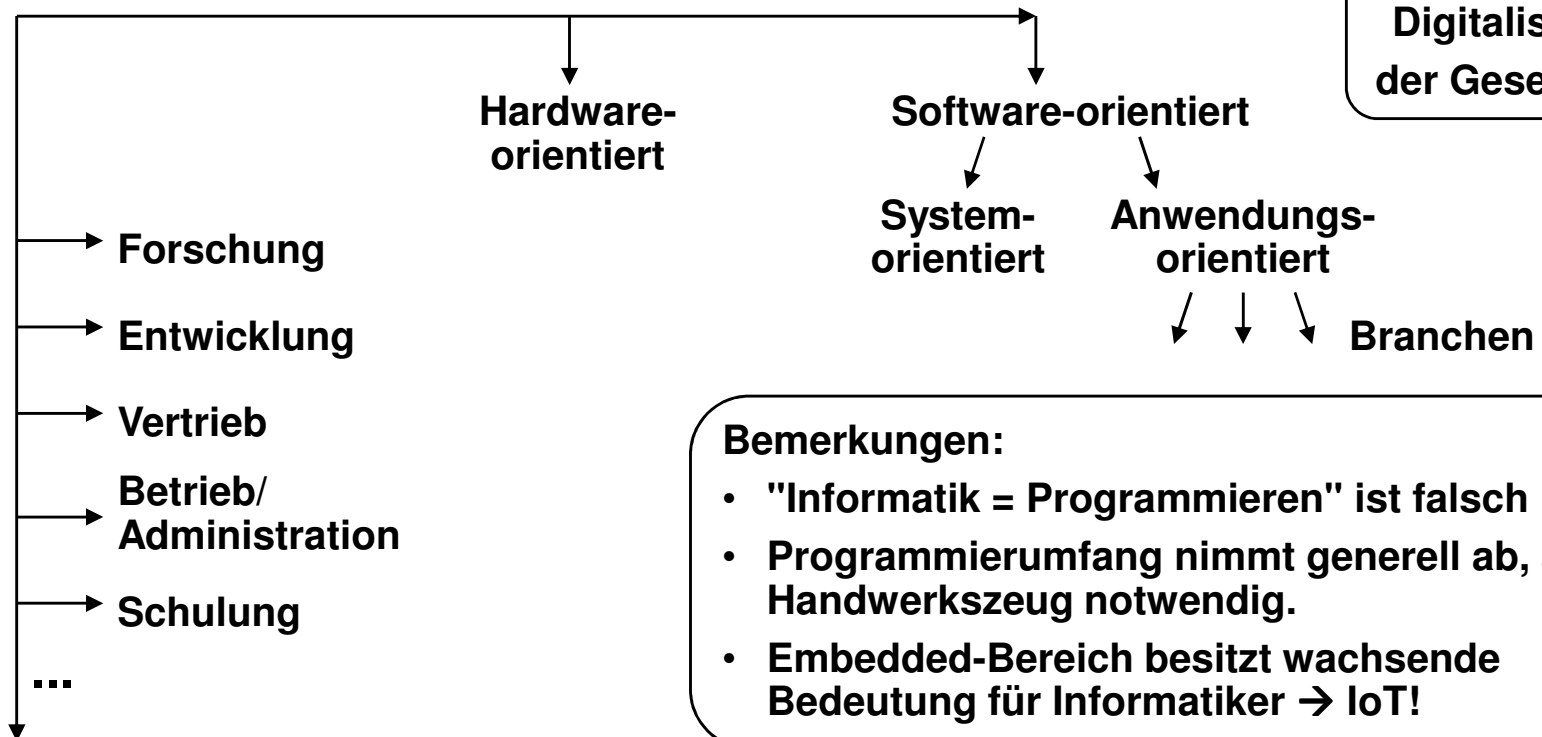 Digitalis
der Gese
Hardware-
orientiert
Software-orientiert
System-
orientiert
Anwendungs-
orientiert
Branchen
Forschung
Entwicklung
Vertrieb
Betrieb/
Administration
Schulung
...
Bemerkungen:
• "Informatik = Programmieren" ist falsch
• Programmierumfang nimmt generell ab,
Handwerkszeug notwendig.
• Embedded-Bereich besitzt wachsende
Bedeutung für Informatiker → IoT!